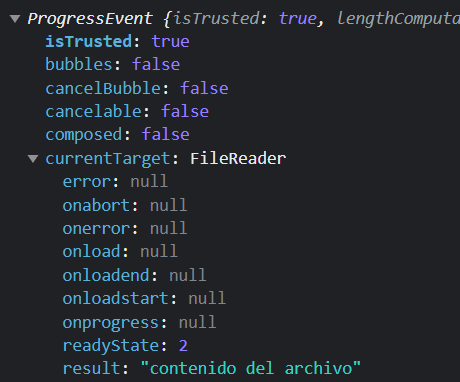 ProgressEvent {isTrusted: true, lengthComputa
isTrusted: true
bubbles: false
cancelBubble: false
cancelable: false
composed: false
currentTarget: FileReader
error: null
onabort: null
onerror: null
onload: null
onloadend: null
onloadstart: null
onprogress: null
readyState: 2
result: "contenido del archivo"